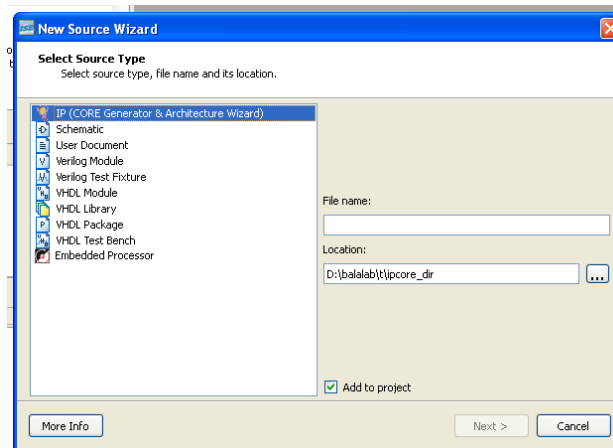 ISE New Source Wizard
Select Source Type
Select source type, file name and its location.
IP (CORE Generator & Architecture Wizard)
Schematic
User Document
Verilog Module
Verilog Test Fixture
VHDL Module
VHDL Library
VHDL Package
VHDL Test Bench
Embedded Processor
File name:
Location:
D:\balalab\t\ipcore_dir
...
Add to project
More Info
Next >
Cancel